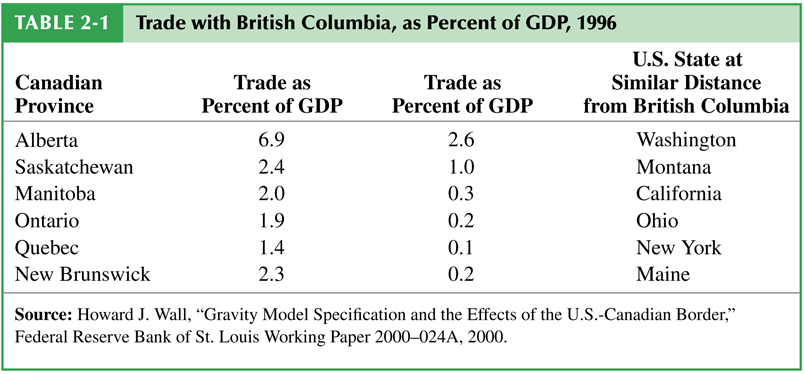 TABLE 2-1 Trade with British Columbia, as Percent of GDP, 1996
Canadian Province Trade as Percent of GDP Trade as Percent of GDP U.S. State at Similar Distance from British Columbia
Alberta 6.9 2.6 Washington
Saskatchewan 2.4 1.0 Montana
Manitoba 2.0 0.3 California
Ontario 1.9 0.2 Ohio
Quebec 1.4 0.1 New York
New Brunswick 2.3 0.2 Maine
Source: Howard J. Wall, “Gravity Model Specification and the Effects of the U.S.-Canadian Border,”
Federal Reserve Bank of St. Louis Working Paper 2000–024A, 2000.